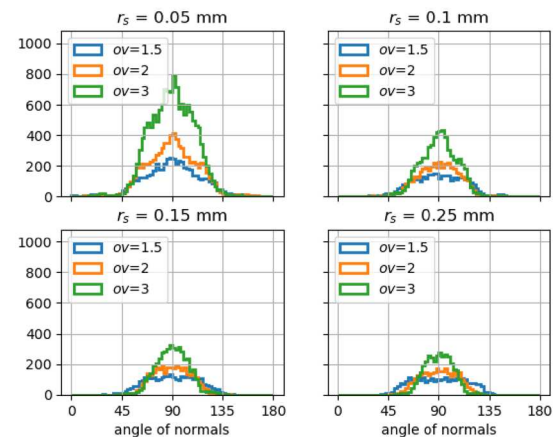 r_s = 0.05 mm
r_s = 0.1 mm
1000
800
600
400
200
0
ov=1.5
ov=2
ov=3
ov=1.5
ov=2
ov=3
r_s = 0.15 mm
r_s = 0.25 mm
1000
800
600
400
200
0
ov=1.5
ov=2
ov=3
ov=1.5
ov=2
ov=3
0 45 90 135 180
0 45 90 135 180
angle of normals
angle of normals